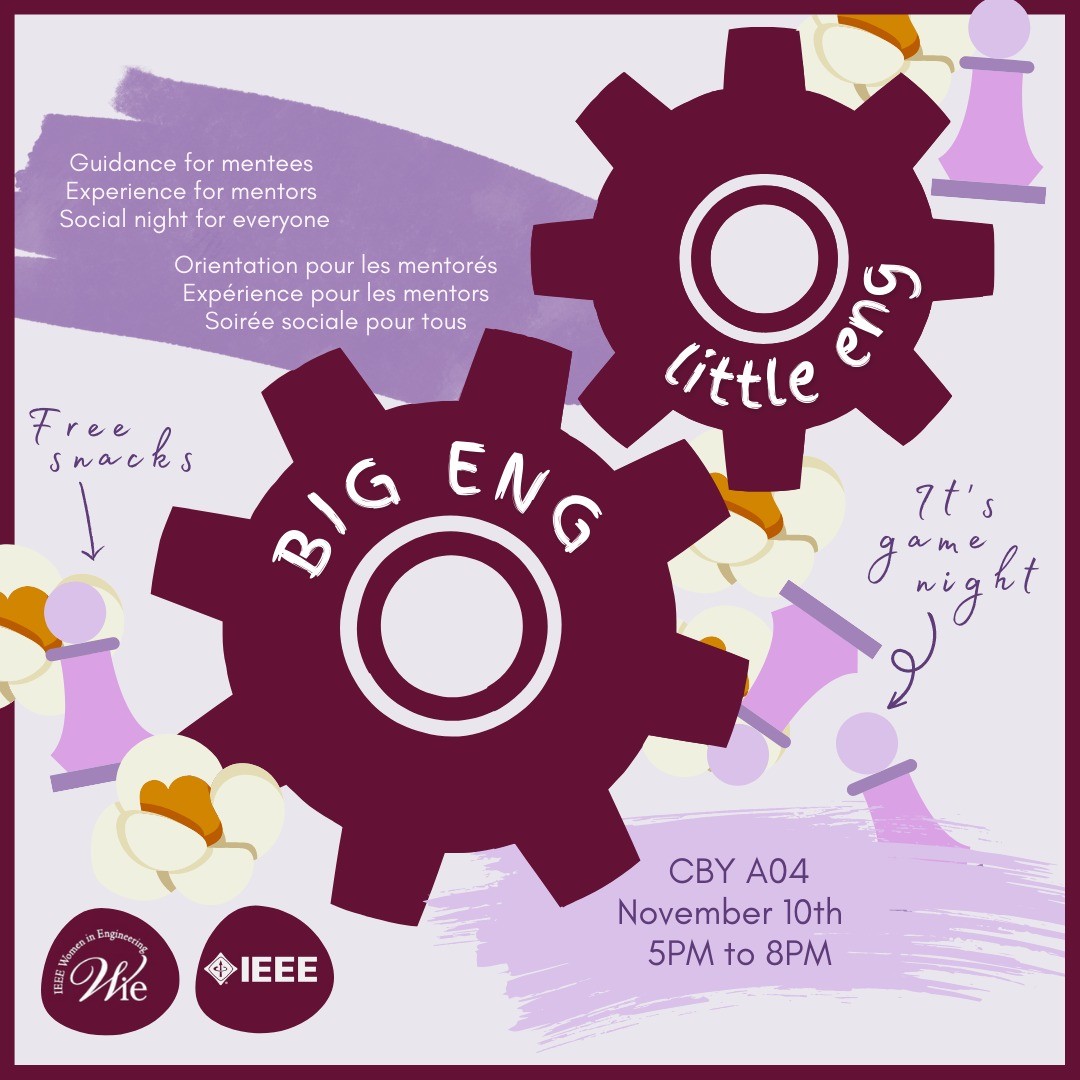 Guidance for mentees
Experience for mentors
Social night for everyone
Orientation pour les mentorés
Expérience pour les mentors
Soirée sociale pour tous
little eng
BIG ENG
Free
snacks
It's
game
night
CBY A04
November 10th
5PM to 8PM
IEEE Women in Engineering
WIE
IEEE